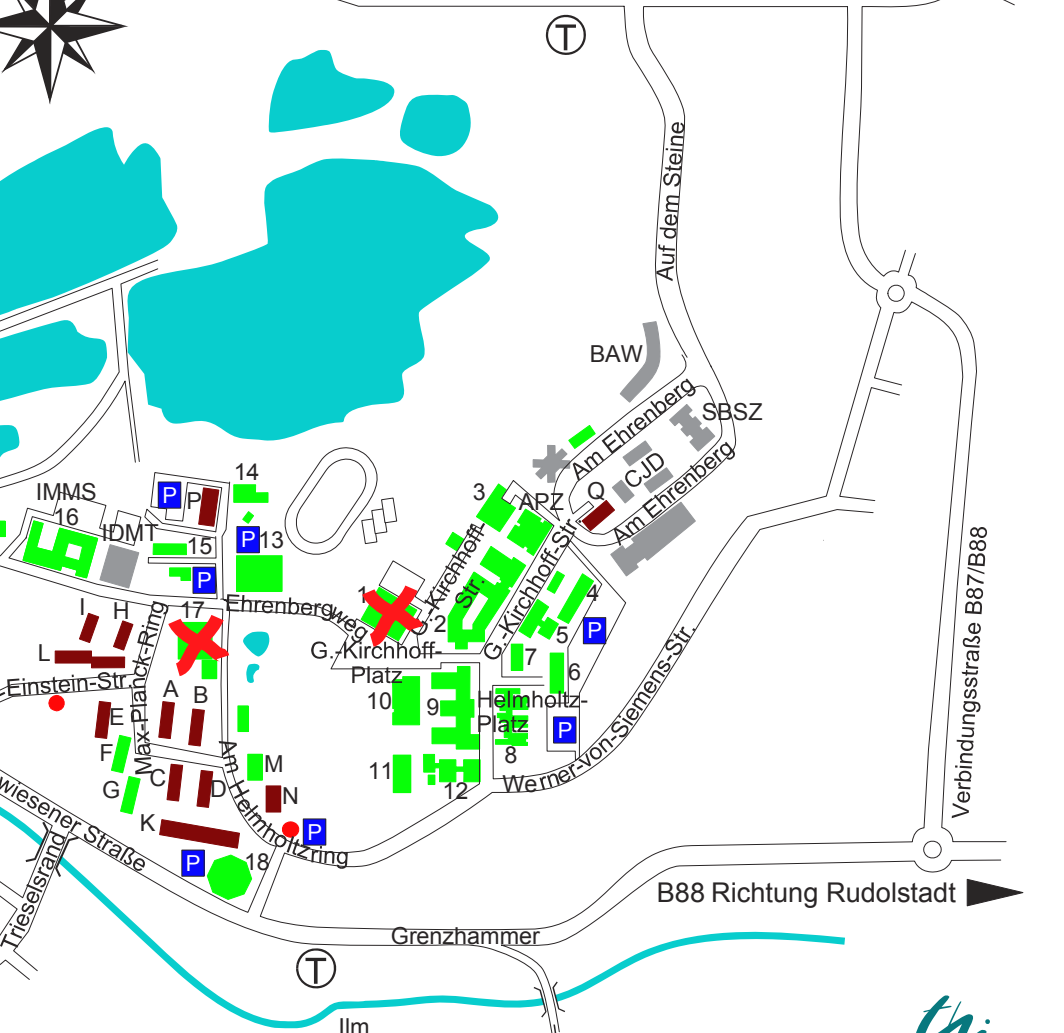 T
Auf dem Steine
BAW
Am Ehrenberg
SBSZ
CJD
Am Ehrenberg
Q
APZ
3
14
IMMS
16
P
P
IDMT
15
P
13
P
17
Ehrenbergweg
1
G.-Kirchhoff-Str.
G.-Kirchhoff-Str.
2
4
5
P
G.-Kirchhoff-
Platz
7
6
I
H
L
Max-Planck-Ring
Einstein-Str.
A
B
10
9
Helmholtz-
Platz
P
8
E
F
M
11
12
Werner-von-Siemens-Str.
Verbindungsstraße B87/B88
G
C
D
N
Am Helmholtzring
K
P
P
18
wiesener Straße
Trieselsrand
B88 Richtung Rudolstadt
Grenzhammer
T
Ilm
thi